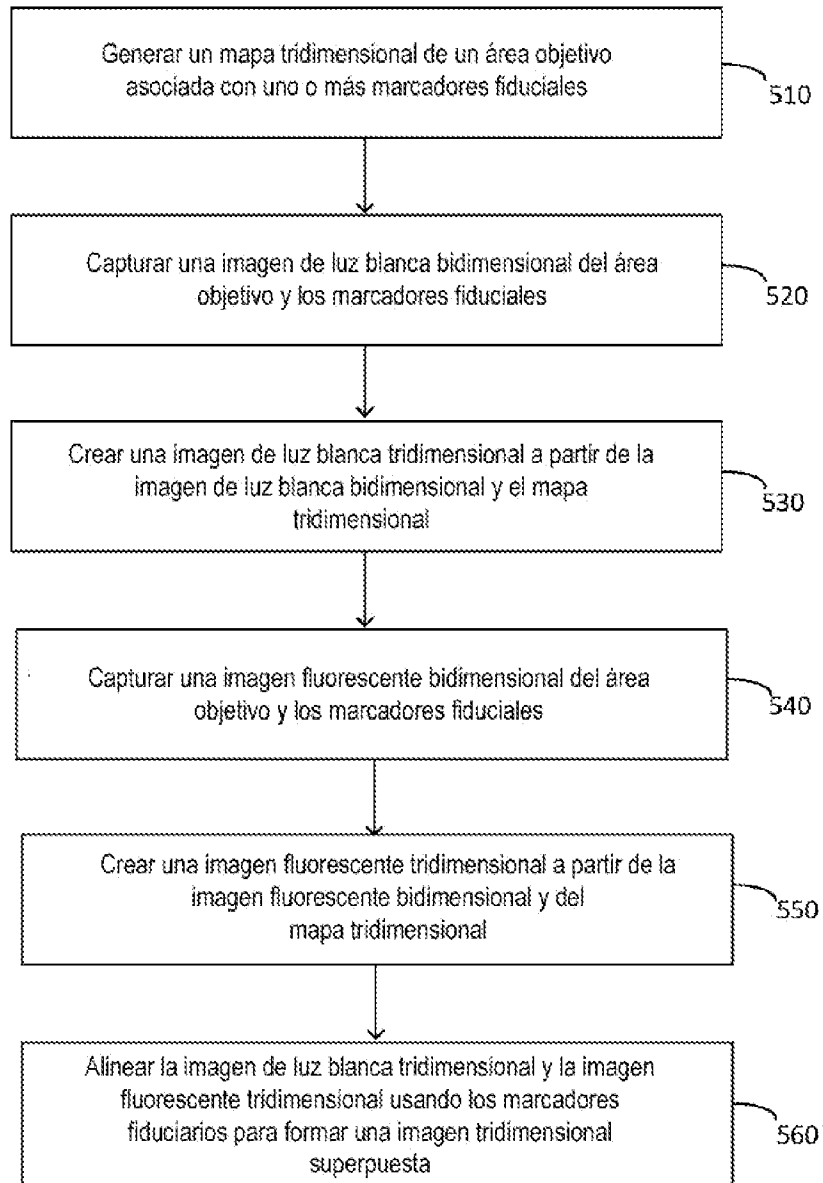 Generar un mapa tridimensional de un área objetivo
asociada con uno o más marcadores fiduciales
510
Capturar una imagen de luz blanca bidimensional del área
objetivo y los marcadores fiduciales
520
Crear una imagen de luz blanca tridimensional a partir de la
imagen de luz blanca bidimensional y el mapa
tridimensional
530
Capturar una imagen fluorescente bidimensional del área
objetivo y los marcadores fiduciales
540
Crear una imagen fluorescente tridimensional a partir de la
imagen fluorescente bidimensional y del
mapa tridimensional
550
Alinear la imagen de luz blanca tridimensional y la imagen
fluorescente tridimensional usando los marcadores
fiduciarios para formar una imagen tridimensional
superpuesta
560